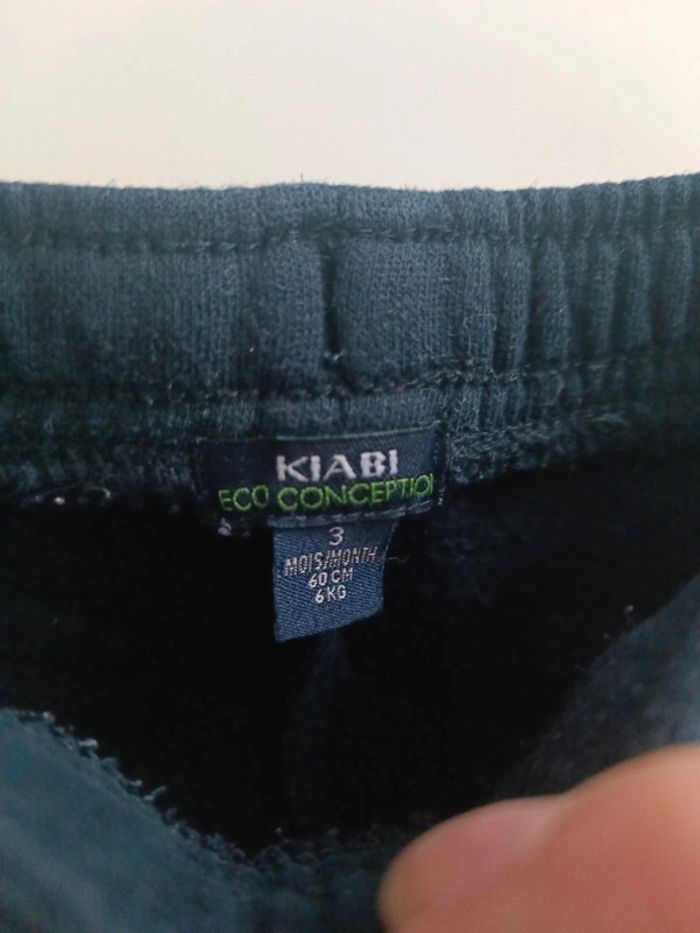 KIABI
ECO CONCEPTION
3
MOIS/MONTH
60 CM
6 KG